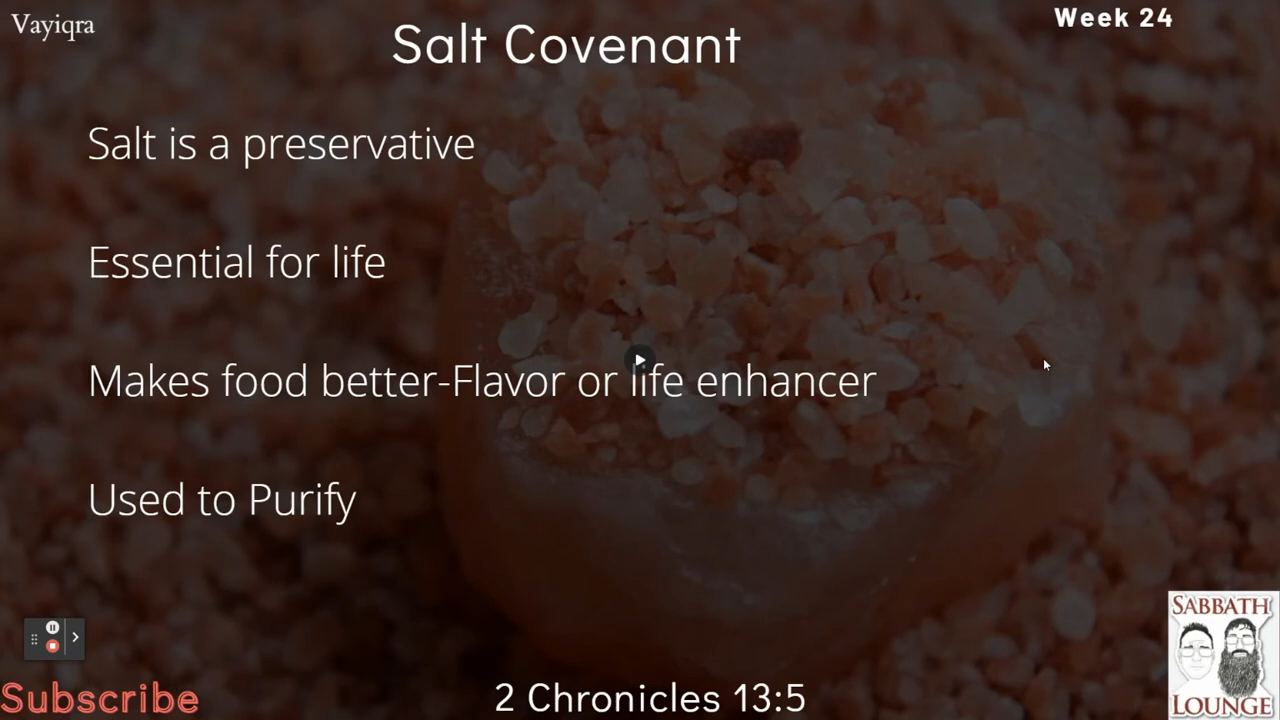 Vayiqra
Week 24
Salt Covenant
Salt is a preservative
Essential for life
Makes food better-Flavor or life enhancer
Used to Purify
SABBATH
LOUNGE
Subscribe
2 Chronicles 13:5